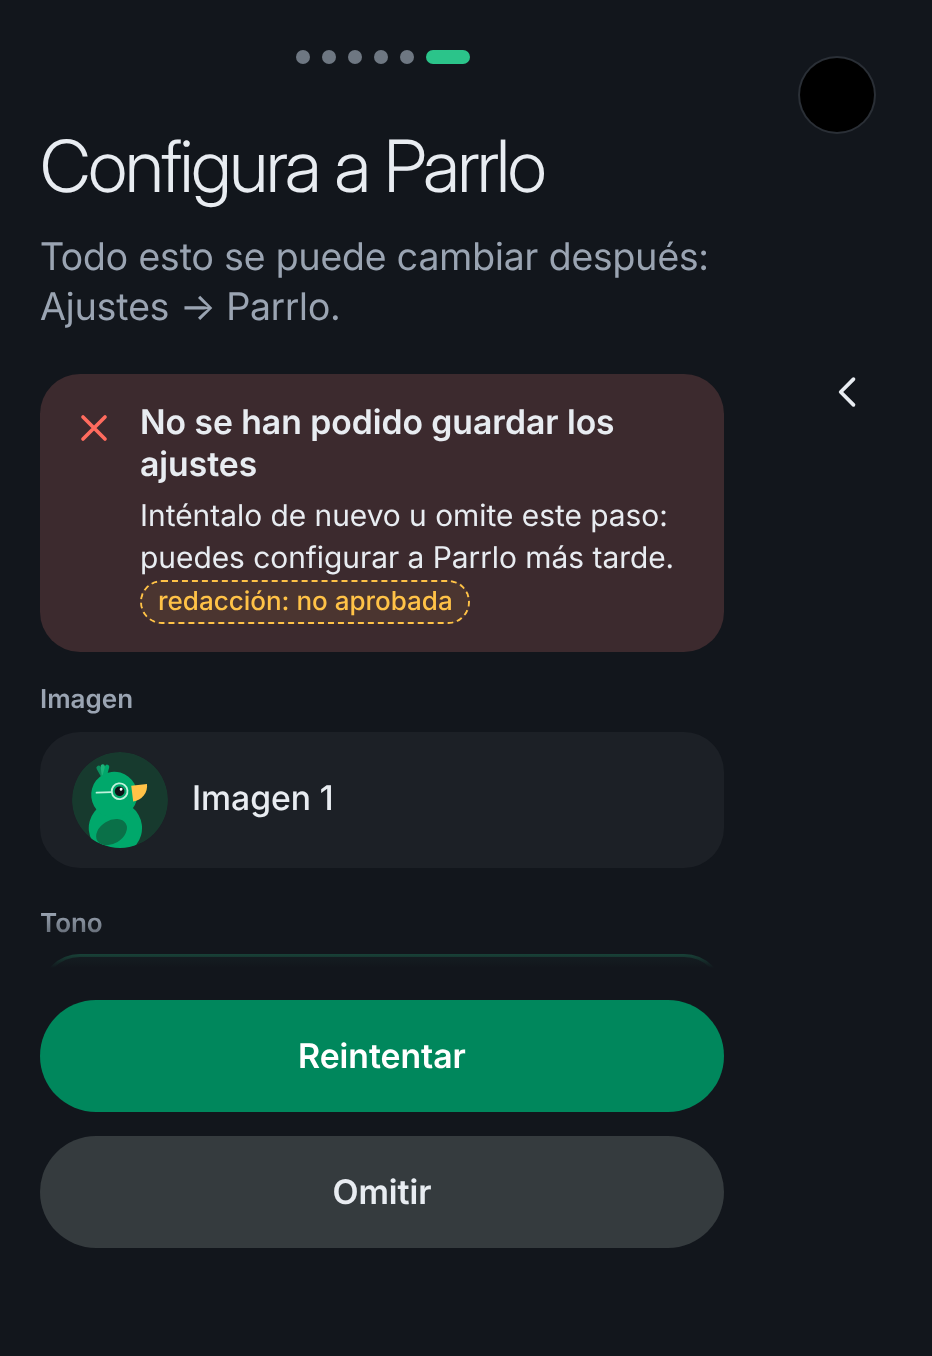 Configura a Parrlo
Todo esto se puede cambiar después:
Ajustes → Parrlo.
No se han podido guardar los
ajustes
Inténtalo de nuevo u omite este paso:
puedes configurar a Parrlo más tarde.
redacción: no aprobada
Imagen
Imagen 1
Tono
Reintentar
Omitir